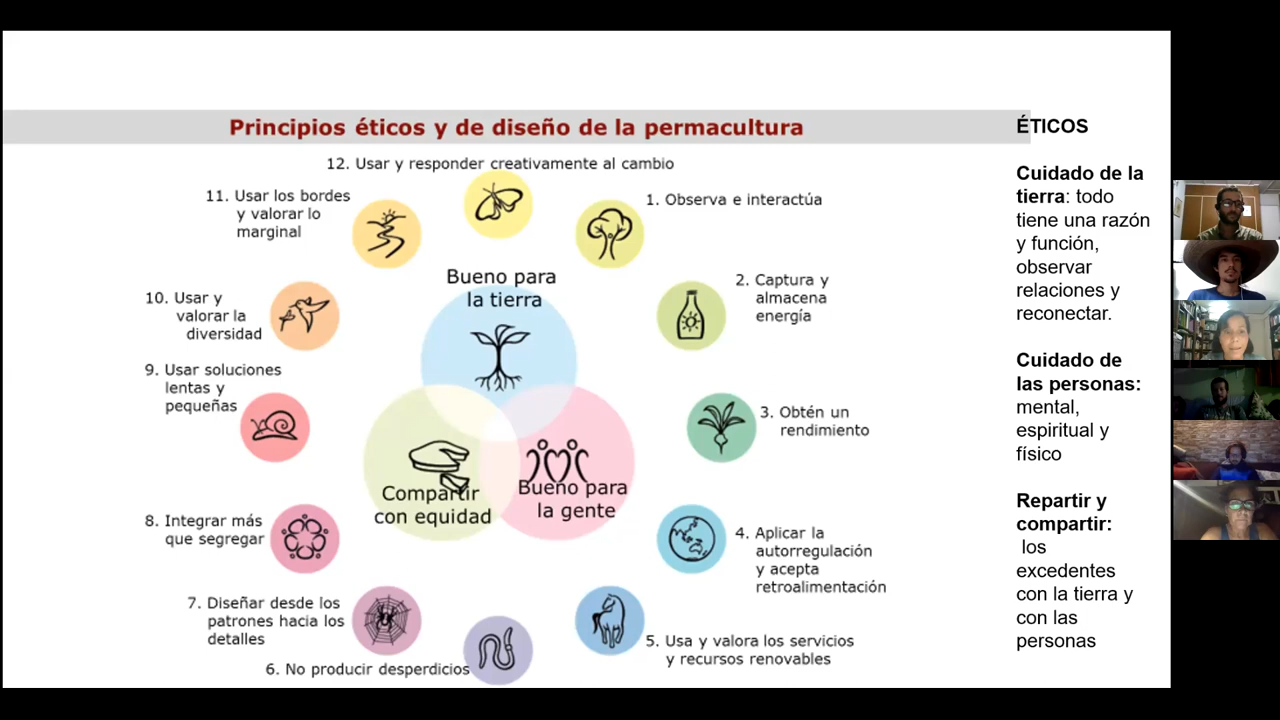 Principios éticos y de diseño de la permacultura
12. Usar y responder creativamente al cambio
1. Observa e interactúa
2. Captura y
almacena
energía
3. Obtén un
rendimiento
4. Aplicar la
autorregulación
y acepta
retroalimentación
5. Usa y valora los servicios
y recursos renovables
6. No producir desperdicios
7. Diseñar desde los
patrones hacia los
detalles
8. Integrar más
que segregar
9. Usar soluciones
lentas y
pequeñas
10. Usar y
valorar la
diversidad
11. Usar los bordes
y valorar lo
marginal
Bueno para
la tierra
Compartir
con equidad
Bueno para
la gente
ÉTICOS
Cuidado de la
tierra: todo
tiene una razón
y función,
observar
relaciones y
reconectar.
Cuidado de
las personas:
mental,
espiritual y
físico
Repartir y
compartir:
los
excedentes
con la tierra y
con las
personas